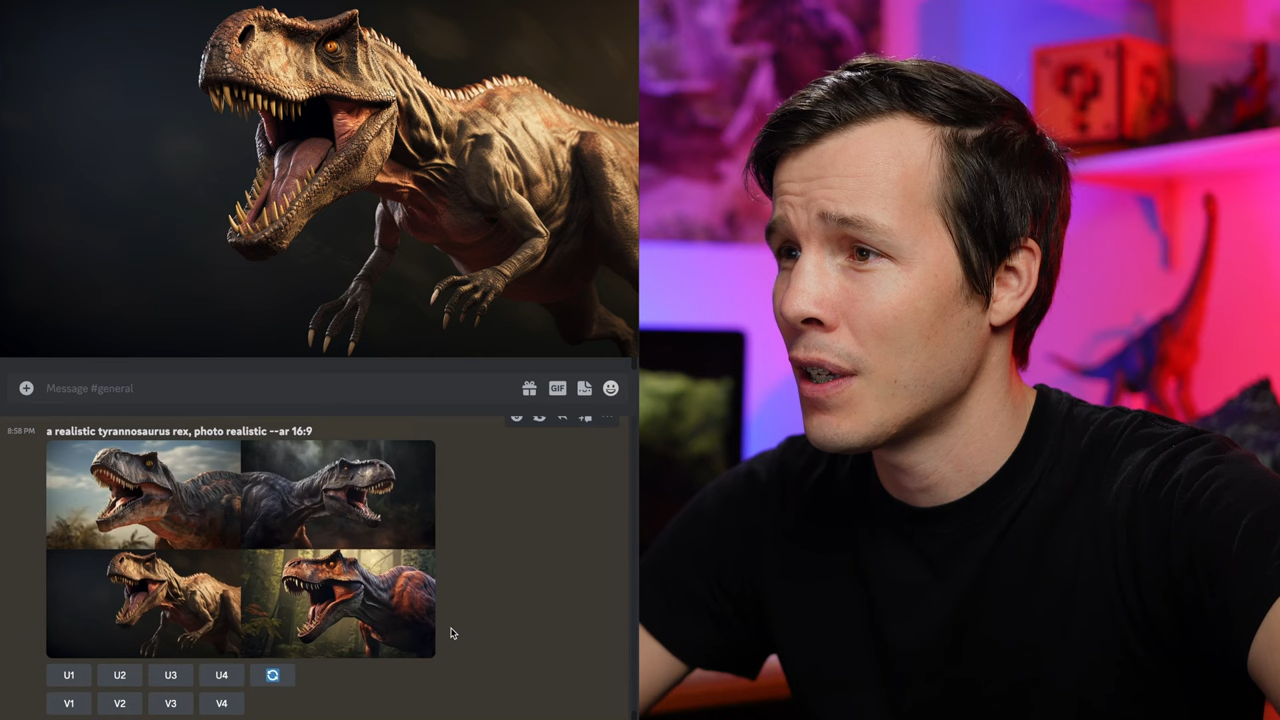 Message #general
GIF
8:58 PM
a realistic tyrannosaurus rex, photo realistic --ar 16:9
U1 U2 U3 U4
V1 V2 V3 V4
?